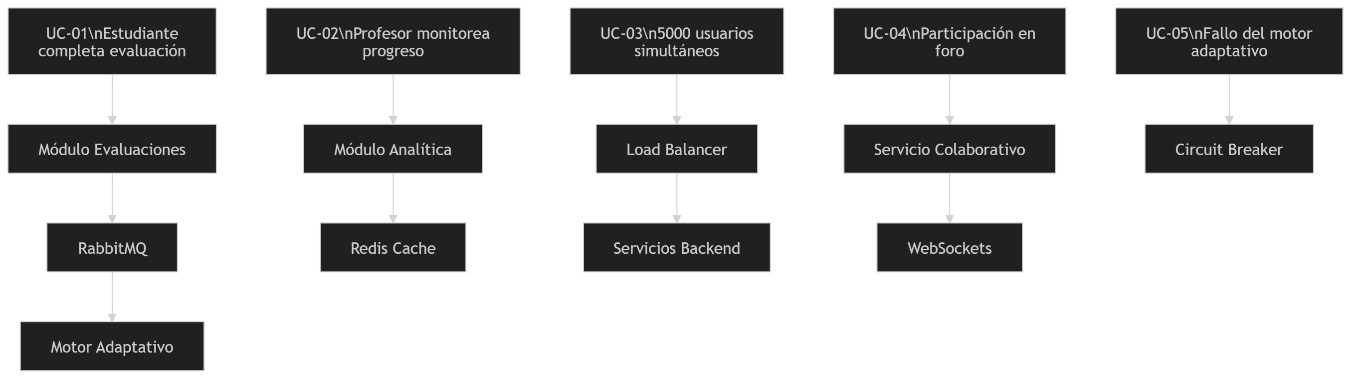 UC-01\nEstudiante
completa evaluación
UC-02\nProfesor monitorea
progreso
UC-03\n5000 usuarios
simultáneos
UC-04\nParticipación en
foro
UC-05\nFallo del motor
adaptativo
Módulo Evaluaciones
Módulo Analítica
Load Balancer
Servicio Colaborativo
Circuit Breaker
RabbitMQ
Redis Cache
Servicios Backend
WebSockets
Motor Adaptativo